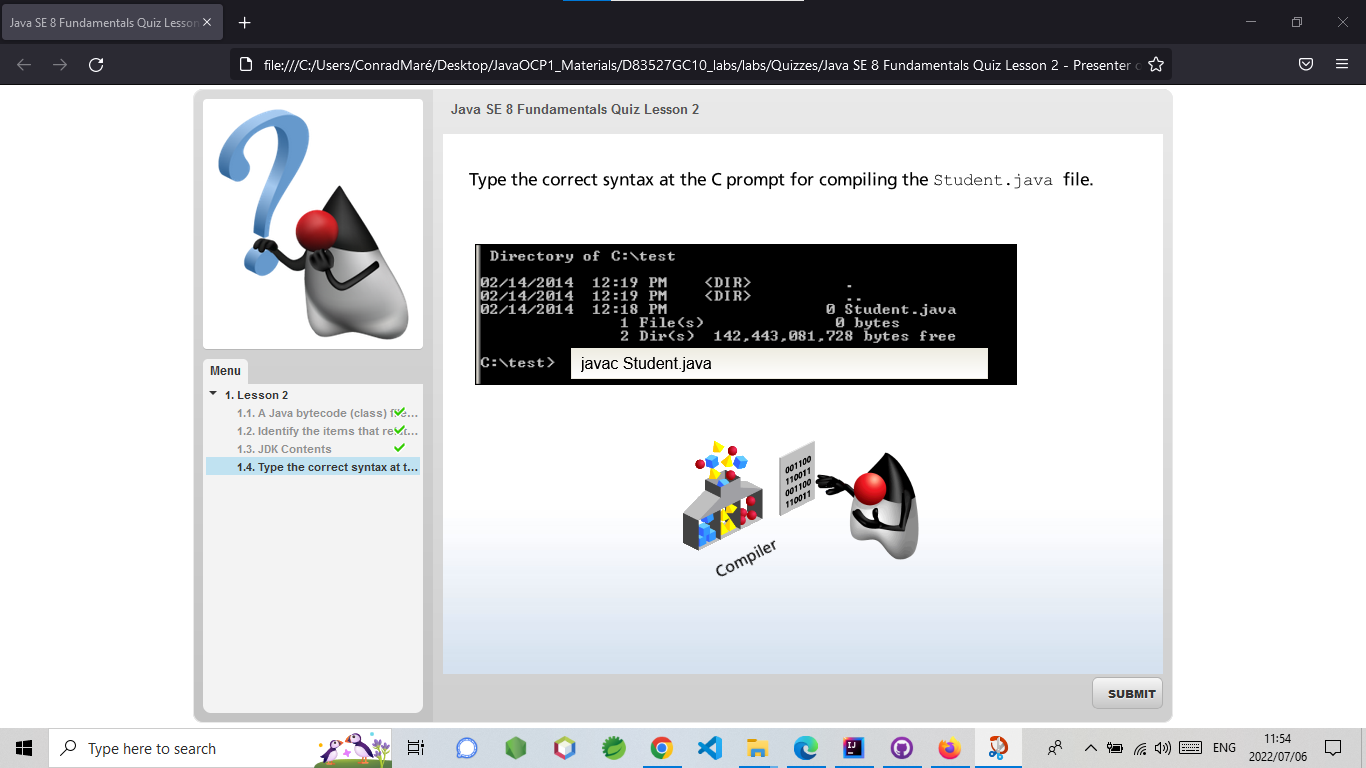 Java SE 8 Fundamentals Quiz Lesson
file:///C:/Users/ConradMaré/Desktop/JavaOCP1_Materials/D83527GC10_labs/labs/Quizzes/Java SE 8 Fundamentals Quiz Lesson 2 - Presenter
Java SE 8 Fundamentals Quiz Lesson 2
Type the correct syntax at the C prompt for compiling the Student.java file.
Directory of C:\test
02/14/2014 12:19 PM <DIR> .
02/14/2014 12:19 PM <DIR> ..
02/14/2014 12:18 PM 0 Student.java
1 File(s) 0 bytes
2 Dir(s) 142,443,081,728 bytes free
C:\test> javac Student.java
001100
110011
001100
110011
Compiler
Menu
1. Lesson 2
1.1. A Java bytecode (class)
1.2. Identify the items that
1.3. JDK Contents
1.4. Type the correct syntax at t...
SUBMIT
Type here to search
IJ
ENG
11:54
2022/07/06